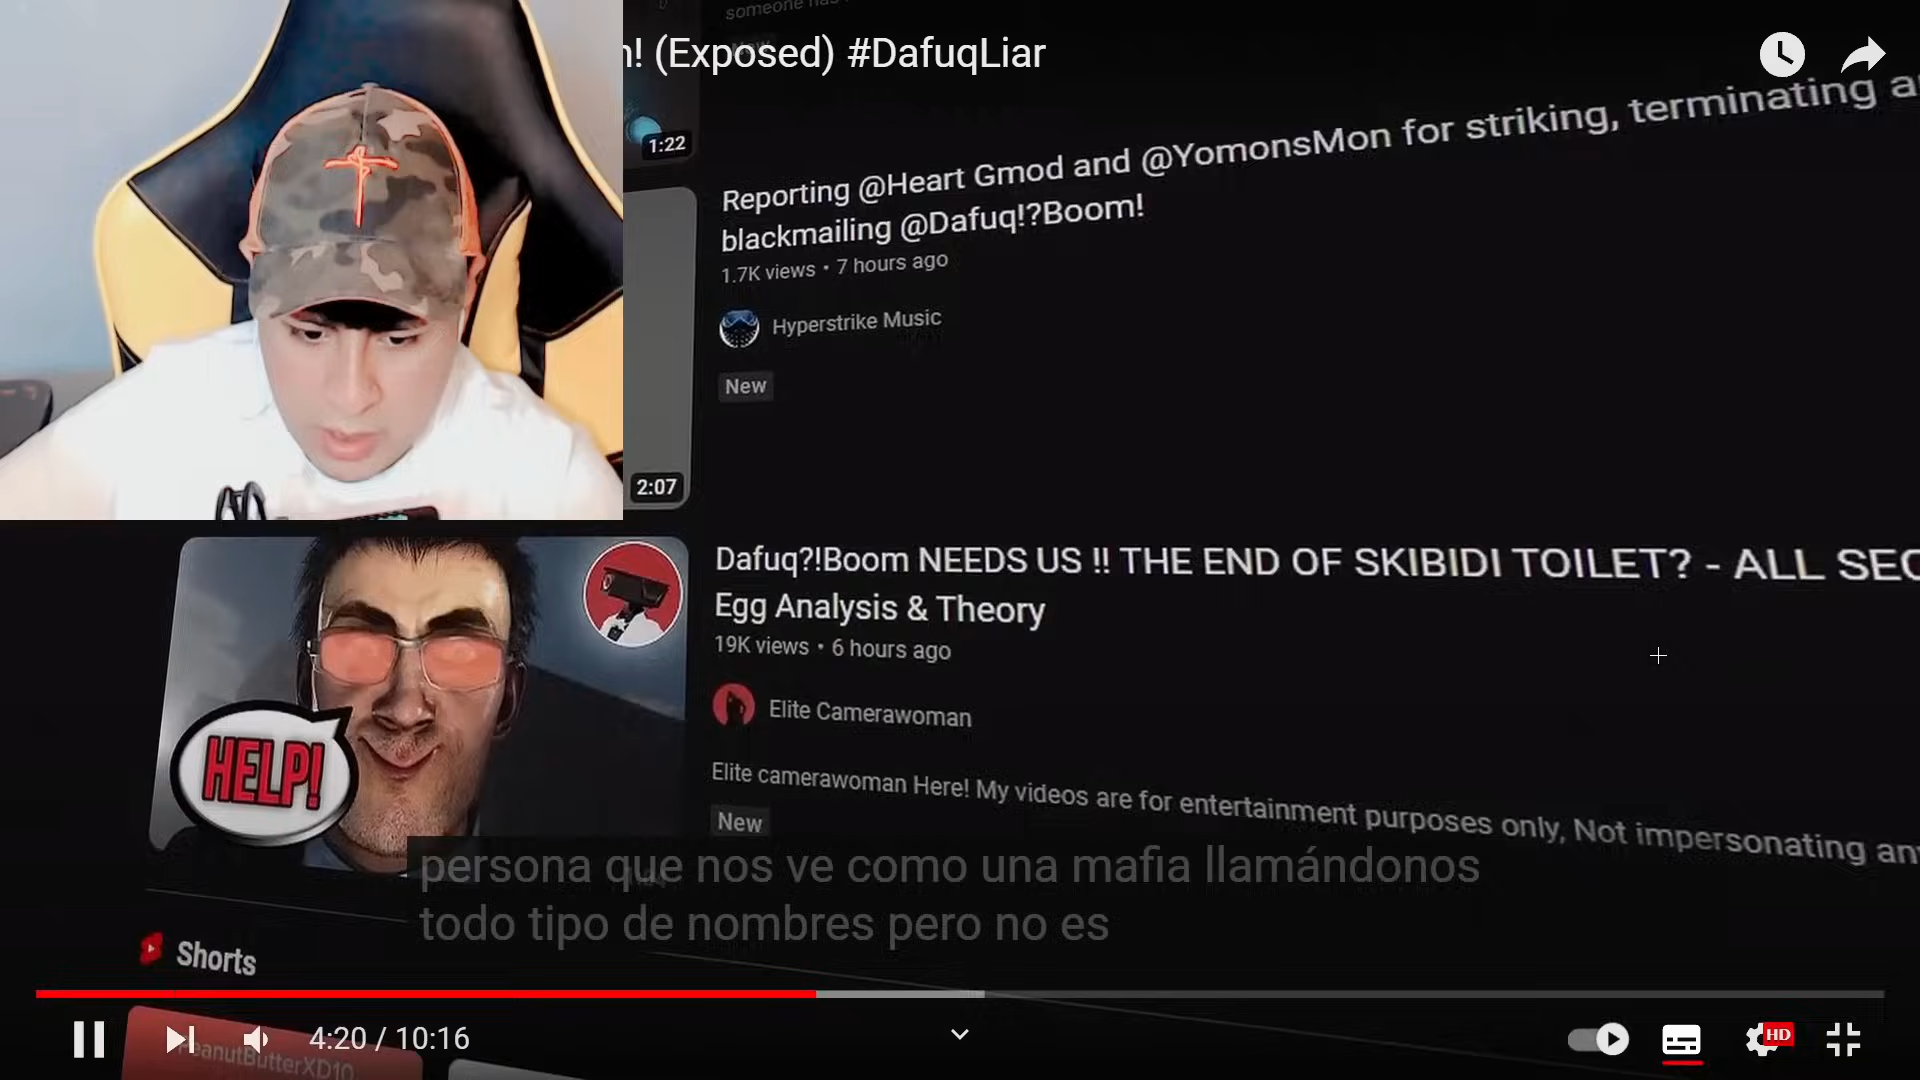 ! (Exposed) #DafuqLiar
1:22
Reporting @Heart Gmod and @YomonsMon for striking, terminating
blackmailing @Dafuq!?Boom!
1.7K views • 7 hours ago
Hyperstrike Music
New
2:07
Dafuq?!Boom NEEDS US !! THE END OF SKIBIDI TOILET? - ALL SEC
Egg Analysis & Theory
19K views • 6 hours ago
Elite Camerawoman
HELP!
Elite camerawoman Here! My videos are for entertainment purposes only, Not impersonating
New
persona que nos ve como una mafia llamándonos
todo tipo de nombres pero no es
Shorts
4:20 / 10:16
HD
PeanutButterXD10